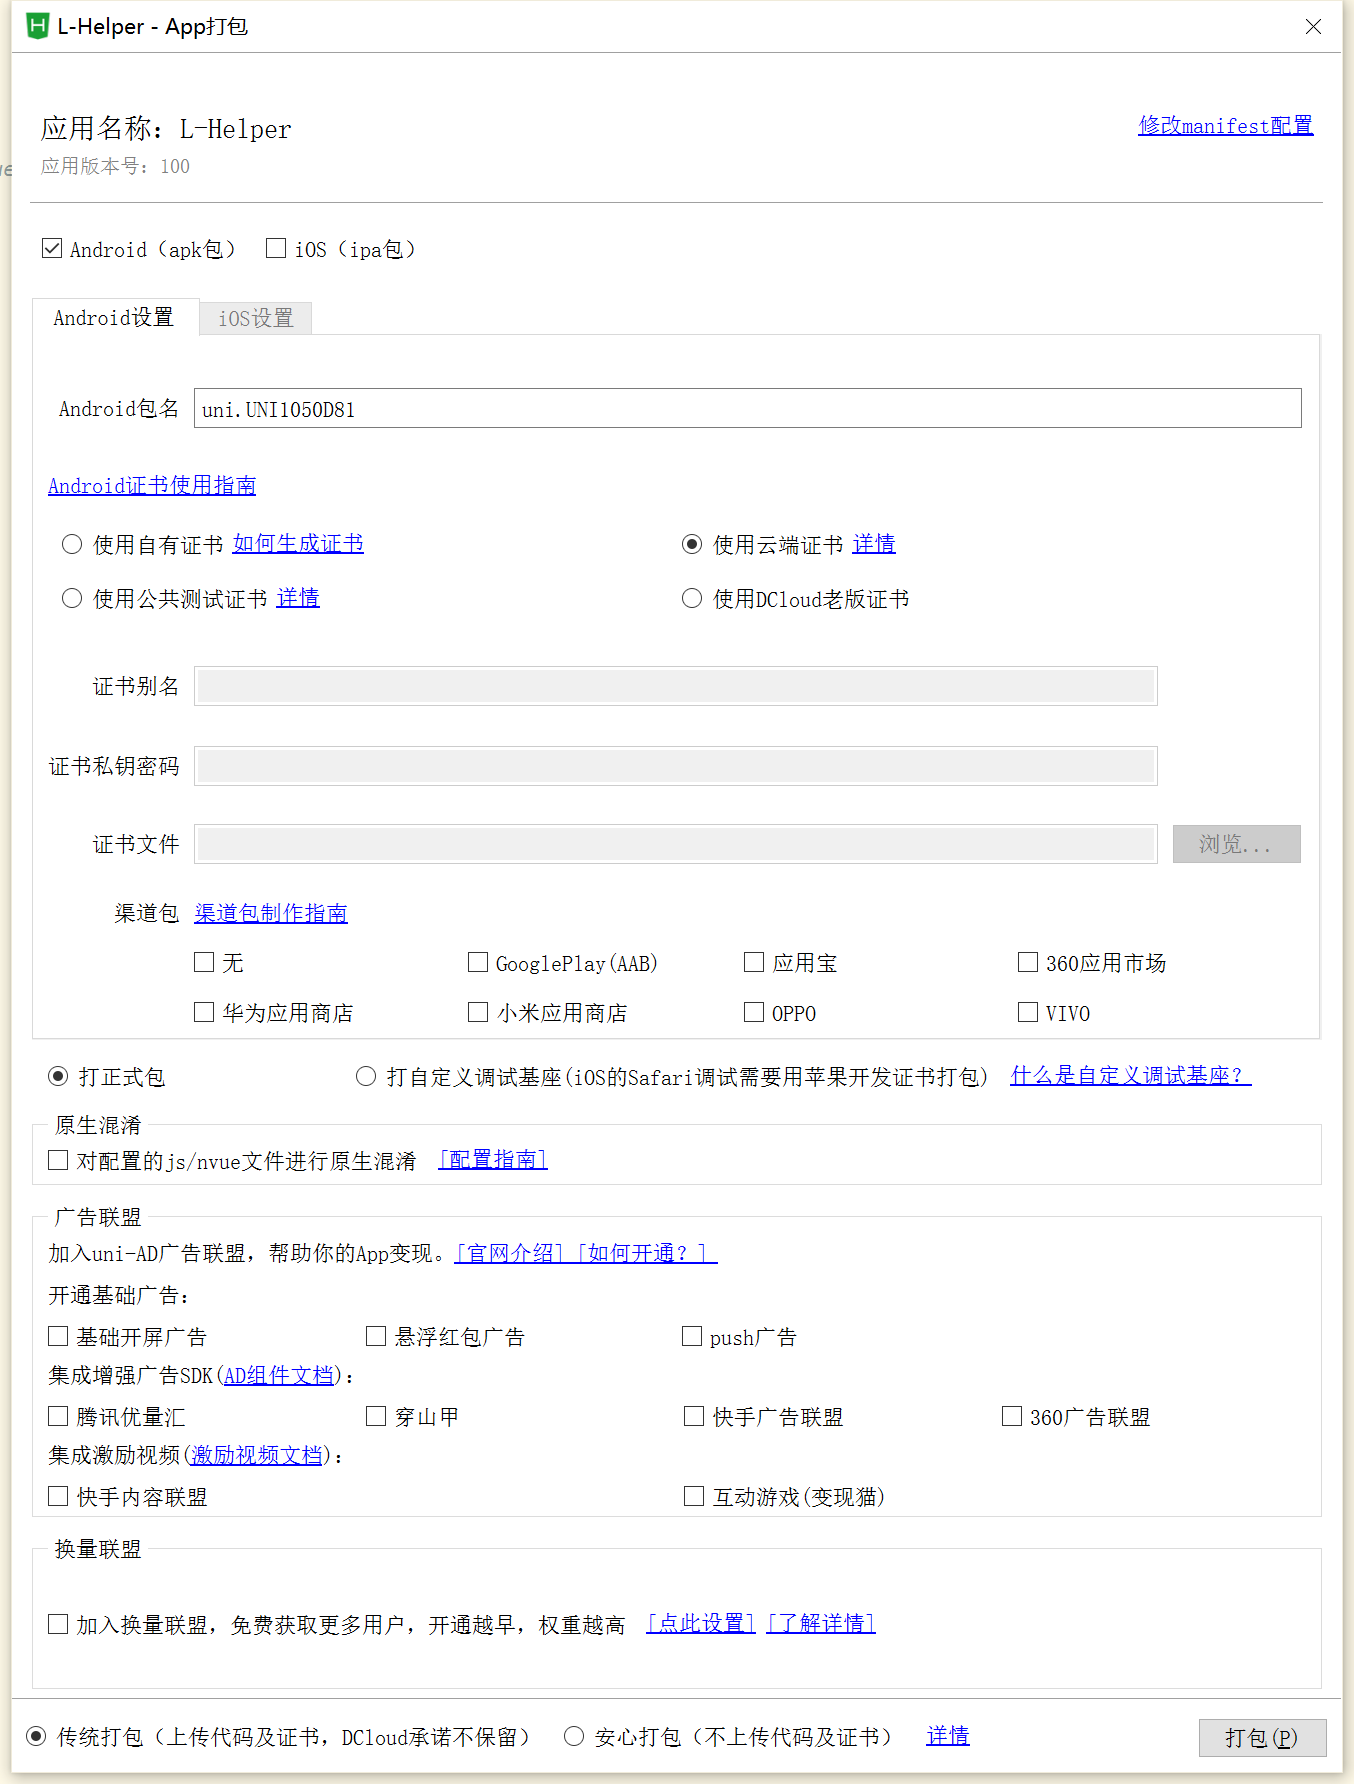 L-Helper - App打包
应用名称：L-Helper
修改manifest配置
应用版本号：100
Android（apk包） iOS（ipa包）
Android设置 iOS设置
Android包名 uni.UNI1050D81
Android证书使用指南
使用自有证书 如何生成证书 使用云端证书 详情
使用公共测试证书 详情 使用DCloud老版证书
证书别名
证书私钥密码
证书文件 浏览...
渠道包 渠道包制作指南
无 GooglePlay(AAB) 应用宝 360应用市场
华为应用商店 小米应用商店 OPPO VIVO
打正式包 打自定义调试基座(iOS的Safari调试需要用苹果开发证书打包) 什么是自定义调试基座？
原生混淆
对配置的js/nvue文件进行原生混淆 [配置指南]
广告联盟
加入uni-AD广告联盟，帮助你的App变现。[官网介绍] [如何开通？]
开通基础广告：
基础开屏广告 悬浮红包广告 push广告
集成增强广告SDK(AD组件文档)：
腾讯优量汇 穿山甲 快手广告联盟 360广告联盟
集成激励视频(激励视频文档)：
快手内容联盟 互动游戏(变现猫)
换量联盟
加入换量联盟，免费获取更多用户，开通越早，权重越高 [点此设置] [了解详情]
传统打包（上传代码及证书，DCloud承诺不保留） 安心打包（不上传代码及证书） 详情 打包(P)